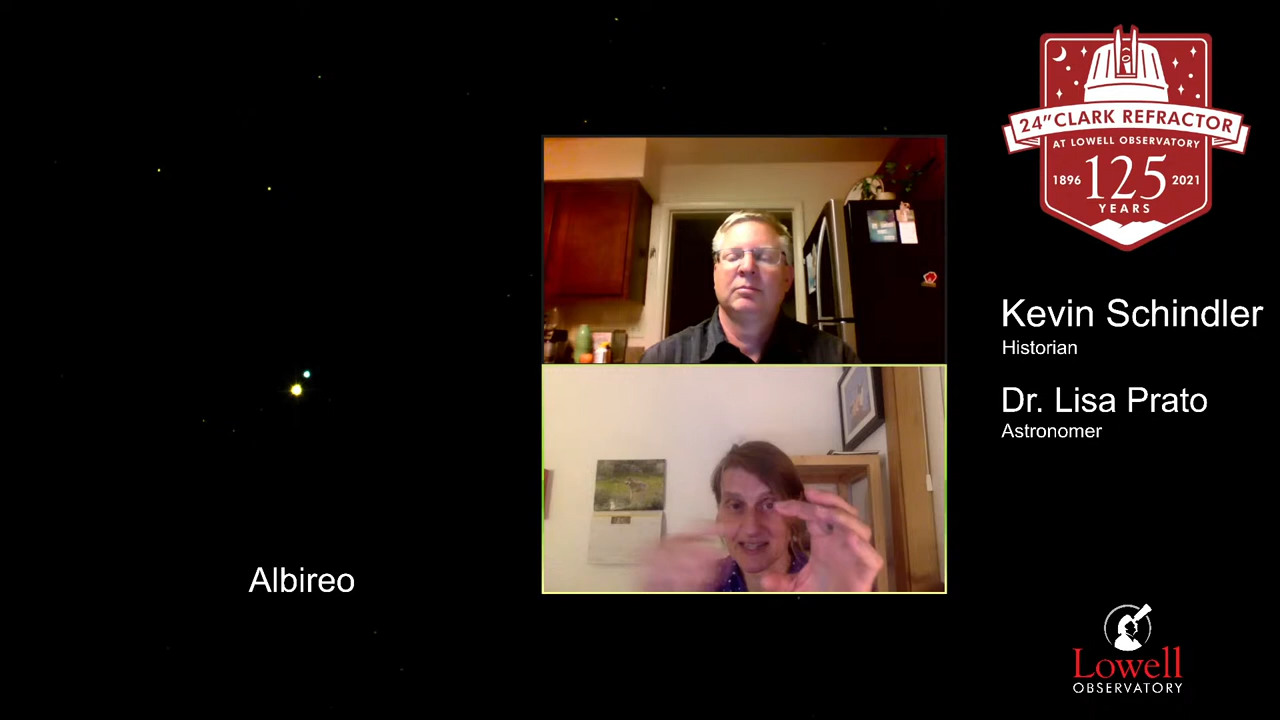 24" CLARK REFRACTOR
AT LOWELL OBSERVATORY
1896 125 2021
YEARS
Kevin Schindler
Historian
Dr. Lisa Prato
Astronomer
Albireo
Lowell
OBSERVATORY